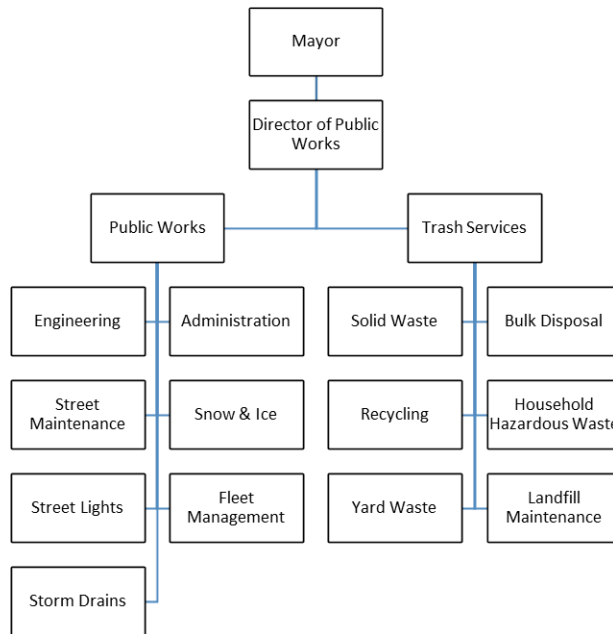 Mayor
Director of Public
Works
Public Works
Trash Services
Engineering
Administration
Solid Waste
Bulk Disposal
Street
Maintenance
Snow & Ice
Recycling
Household
Hazardous Waste
Street Lights
Fleet
Management
Yard Waste
Landfill
Maintenance
Storm Drains